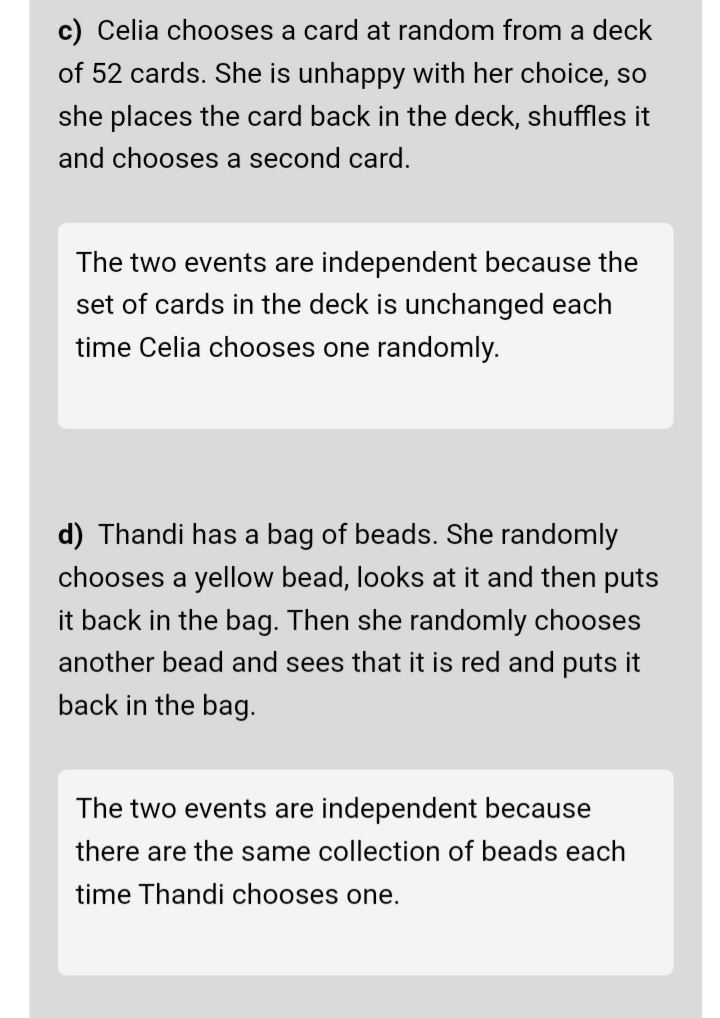 c) Celia chooses a card at random from a deck
of 52 cards. She is unhappy with her choice, so
she places the card back in the deck, shuffles it
and chooses a second card.
The two events are independent because the
set of cards in the deck is unchanged each
time Celia chooses one randomly.
d) Thandi has a bag of beads. She randomly
chooses a yellow bead, looks at it and then puts
it back in the bag. Then she randomly chooses
another bead and sees that it is red and puts it
back in the bag.
The two events are independent because
there are the same collection of beads each
time Thandi chooses one.